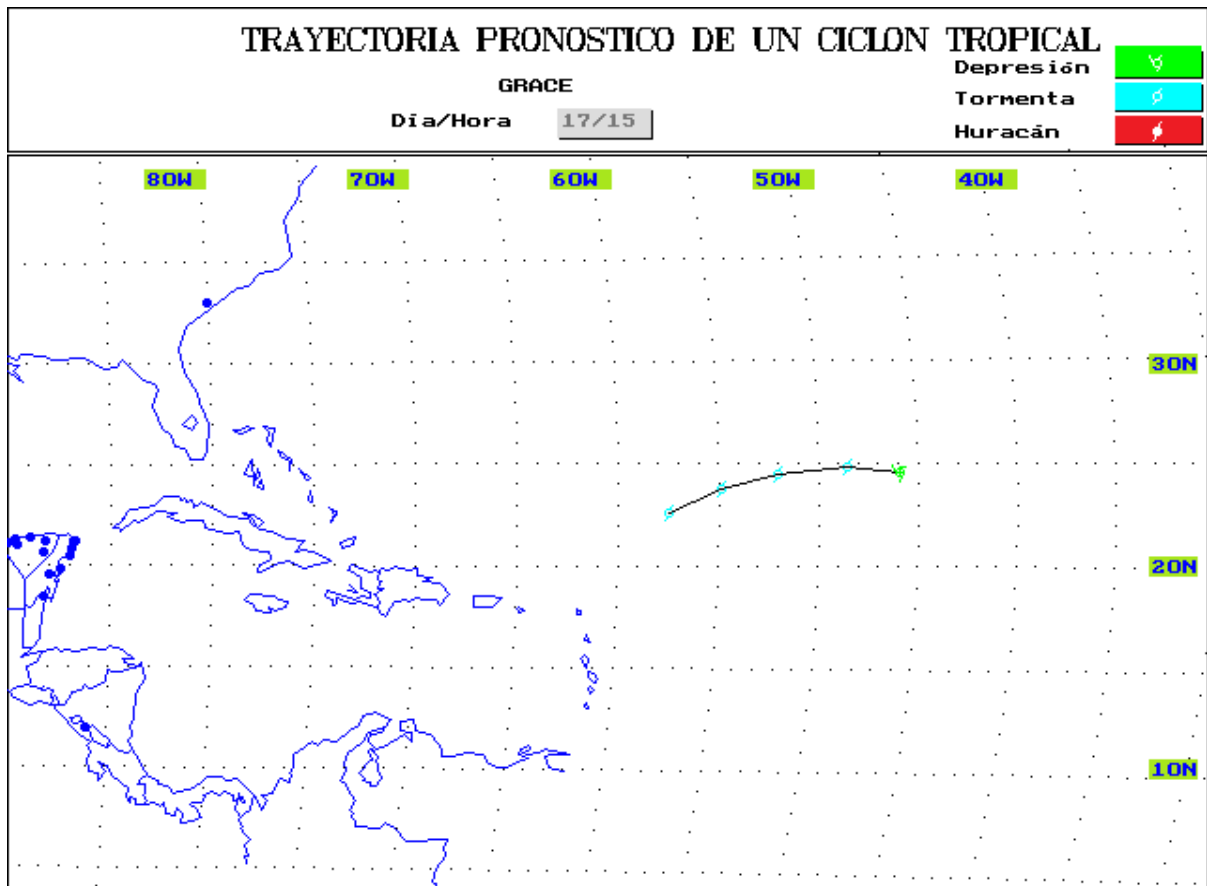 TRAYECTORIA PRONOSTICO DE UN CICLON TROPICAL
GRACE
Día/Hora 17/15
Depresión
Tormenta
Huracán
80W 70W 60W 50W 40W
30N
20N
10N